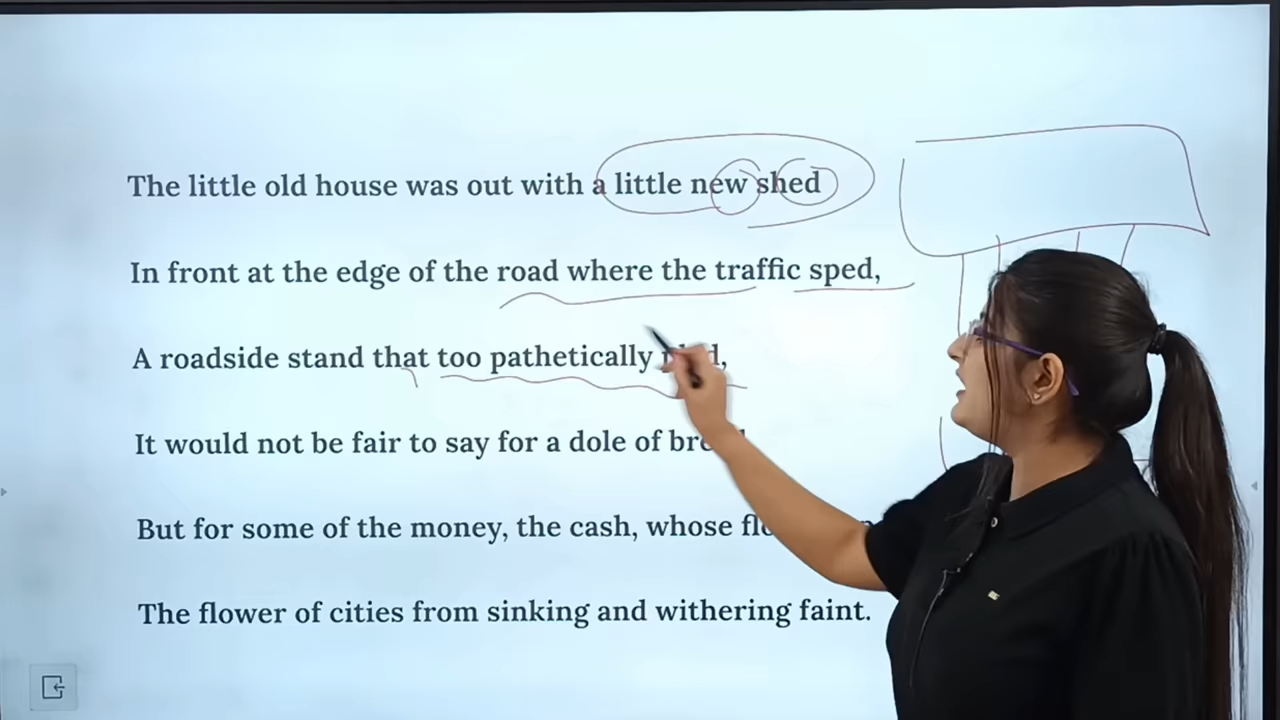 The little old house was out with a little new shed
In front at the edge of the road where the traffic sped,
A roadside stand that too pathetically
It would not be fair to say for a dole of
But for some of the money, the cash, whose
The flower of cities from sinking and withering faint.